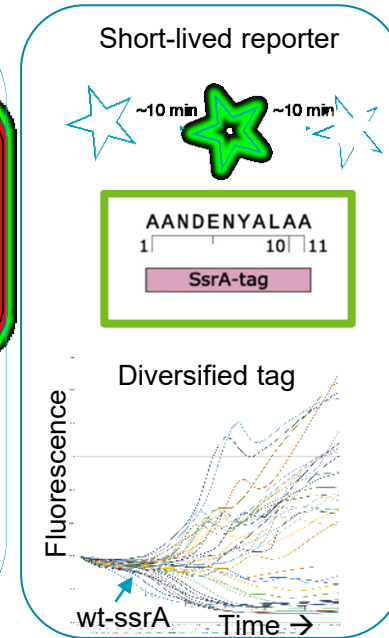 Short-lived reporter
~10 min ~10 min
AANDENYALAA
1 10 11
SsrA-tag
Diversified tag
Fluorescence
wt-ssrA
Time →